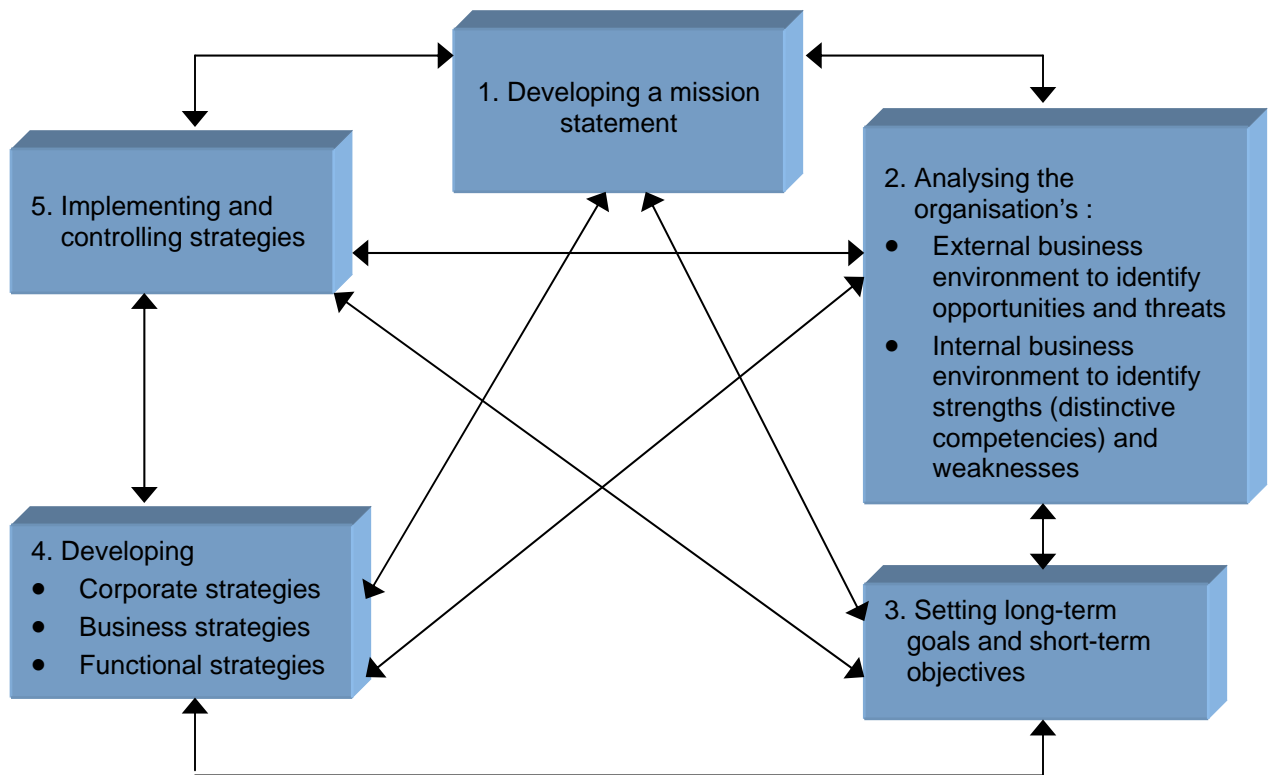 1. Developing a mission
statement
2. Analysing the
organisation's :
• External business
environment to identify
opportunities and threats
• Internal business
environment to identify
strengths (distinctive
competencies) and
weaknesses
3. Setting long-term
goals and short-term
objectives
4. Developing
• Corporate strategies
• Business strategies
• Functional strategies
5. Implementing and
controlling strategies